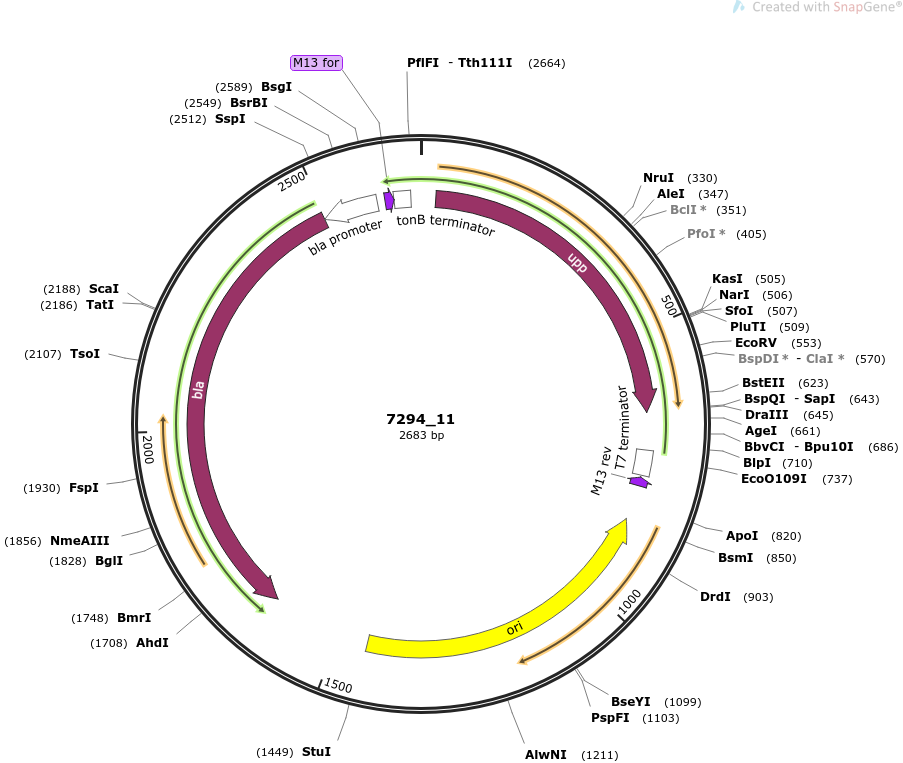 Created with SnapGene®
M13 for
PflFI - Tth111I (2664)
(2589) BsgI
(2549) BsrBI
(2512) SspI
2500
bla promoter
tonB terminator
NruI (330)
AleI (347)
BclI * (351)
PfoI * (405)
upp
500
KasI (505)
NarI (506)
SfoI (507)
PluTI (509)
EcoRV (553)
BspDI * - ClaI * (570)
BstEII (623)
BspQI - SapI (643)
DraIII (645)
AgeI (661)
BbvCI - Bpu10I (686)
BlpI (710)
EcoO109I (737)
(2188) ScaI
(2186) TatI
(2107) TsoI
bla
7294_11
2683 bp
T7 terminator
M13 rev
2000
(1930) FspI
(1856) NmeAIII
(1828) BglI
(1748) BmrI
(1708) AhdI
ApoI (820)
BsmI (850)
DrdI (903)
1000
ori
1500
BseYI (1099)
PspFI (1103)
(1449) StuI
AlwNI (1211)